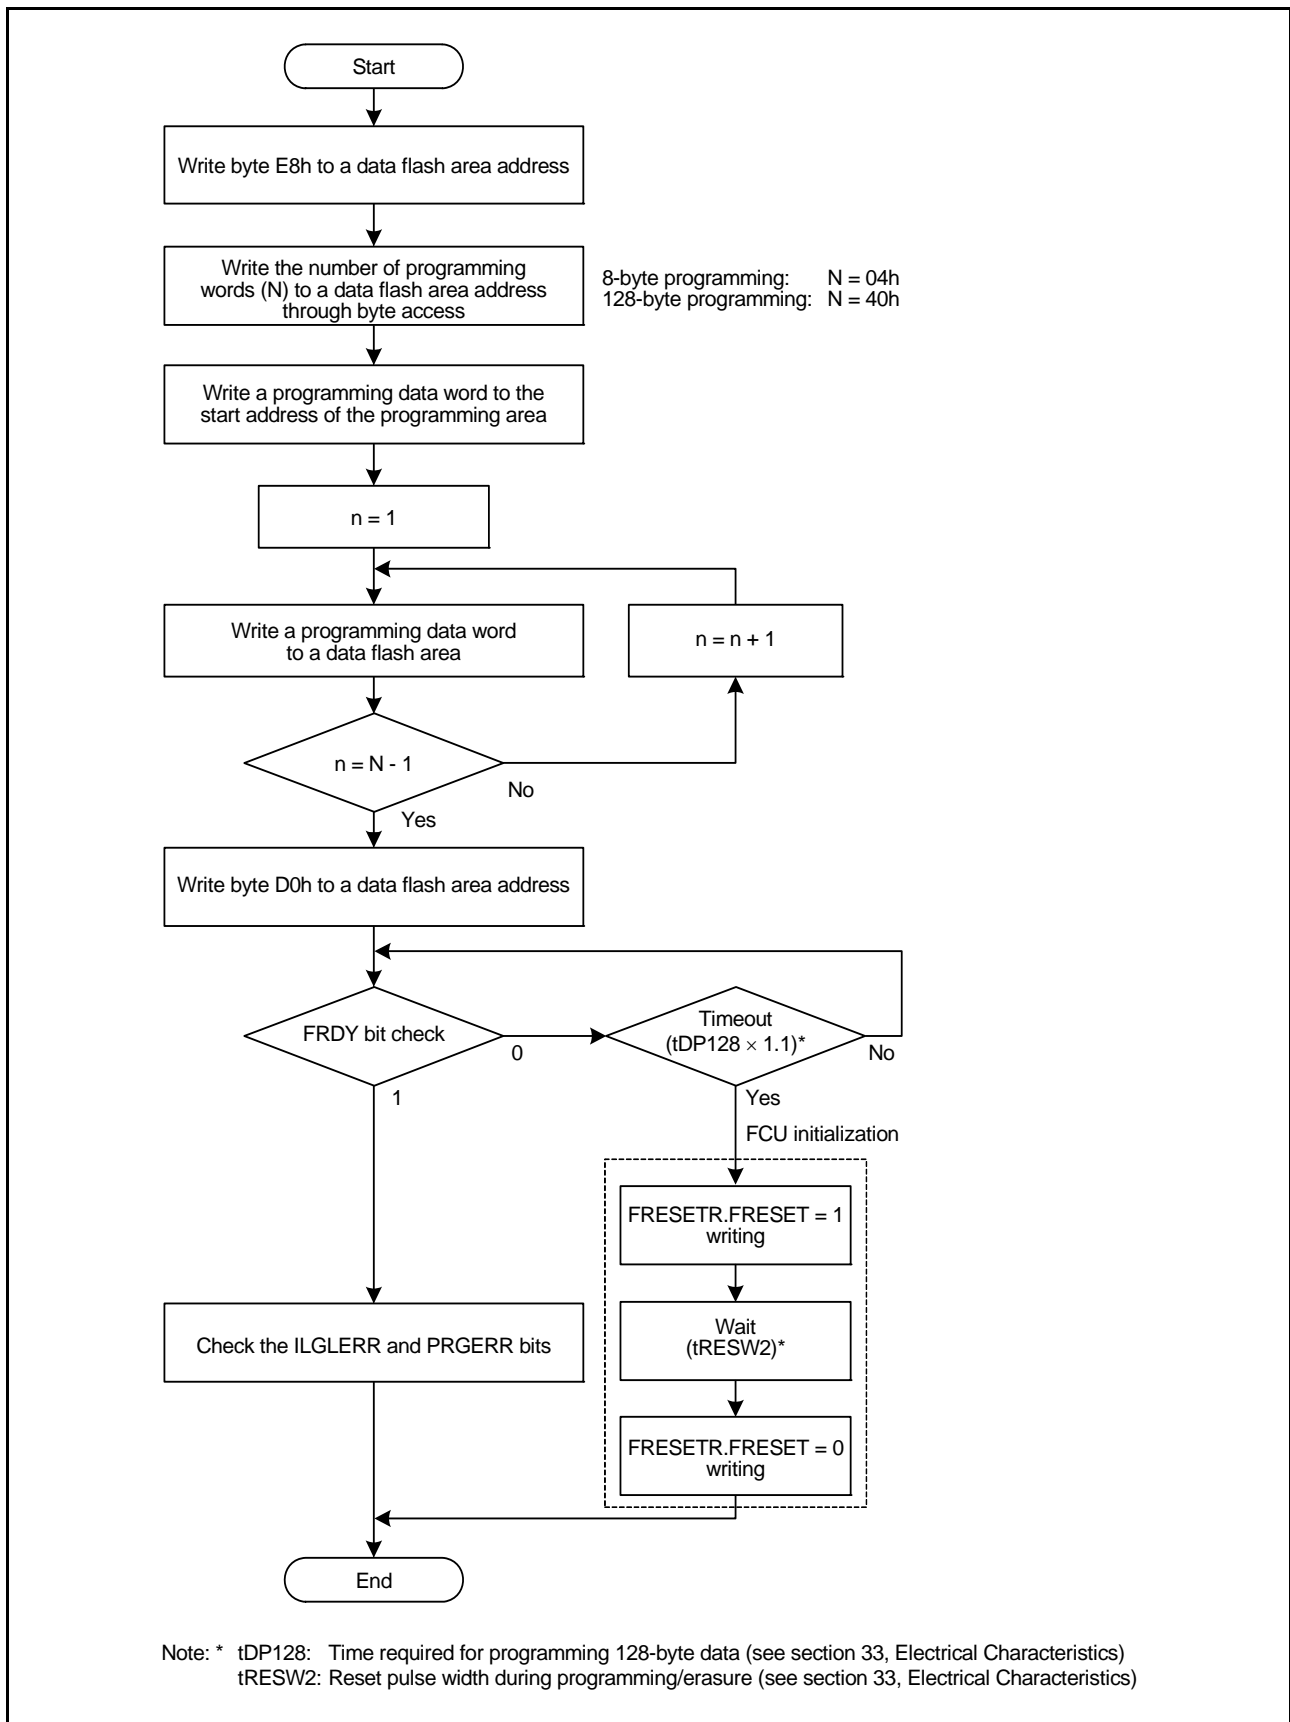 Start
Write byte E8h to a data flash area address
Write the number of programming
words (N) to a data flash area address
through byte access
8-byte programming: N = 04h
128-byte programming: N = 40h
Write a programming data word to the
start address of the programming area
n = 1
Write a programming data word
to a data flash area
n = n + 1
n = N - 1
No
Yes
Write byte D0h to a data flash area address
FRDY bit check
0
Timeout
(tDP128 × 1.1)*
No
1
Yes
FCU initialization
FRESETR.FRESET = 1
writing
Wait
(tRESW2)*
Check the ILGLERR and PRGERR bits
FRESETR.FRESET = 0
writing
End
Note: * tDP128: Time required for programming 128-byte data (see section 33, Electrical Characteristics)
tRESW2: Reset pulse width during programming/erasure (see section 33, Electrical Characteristics)